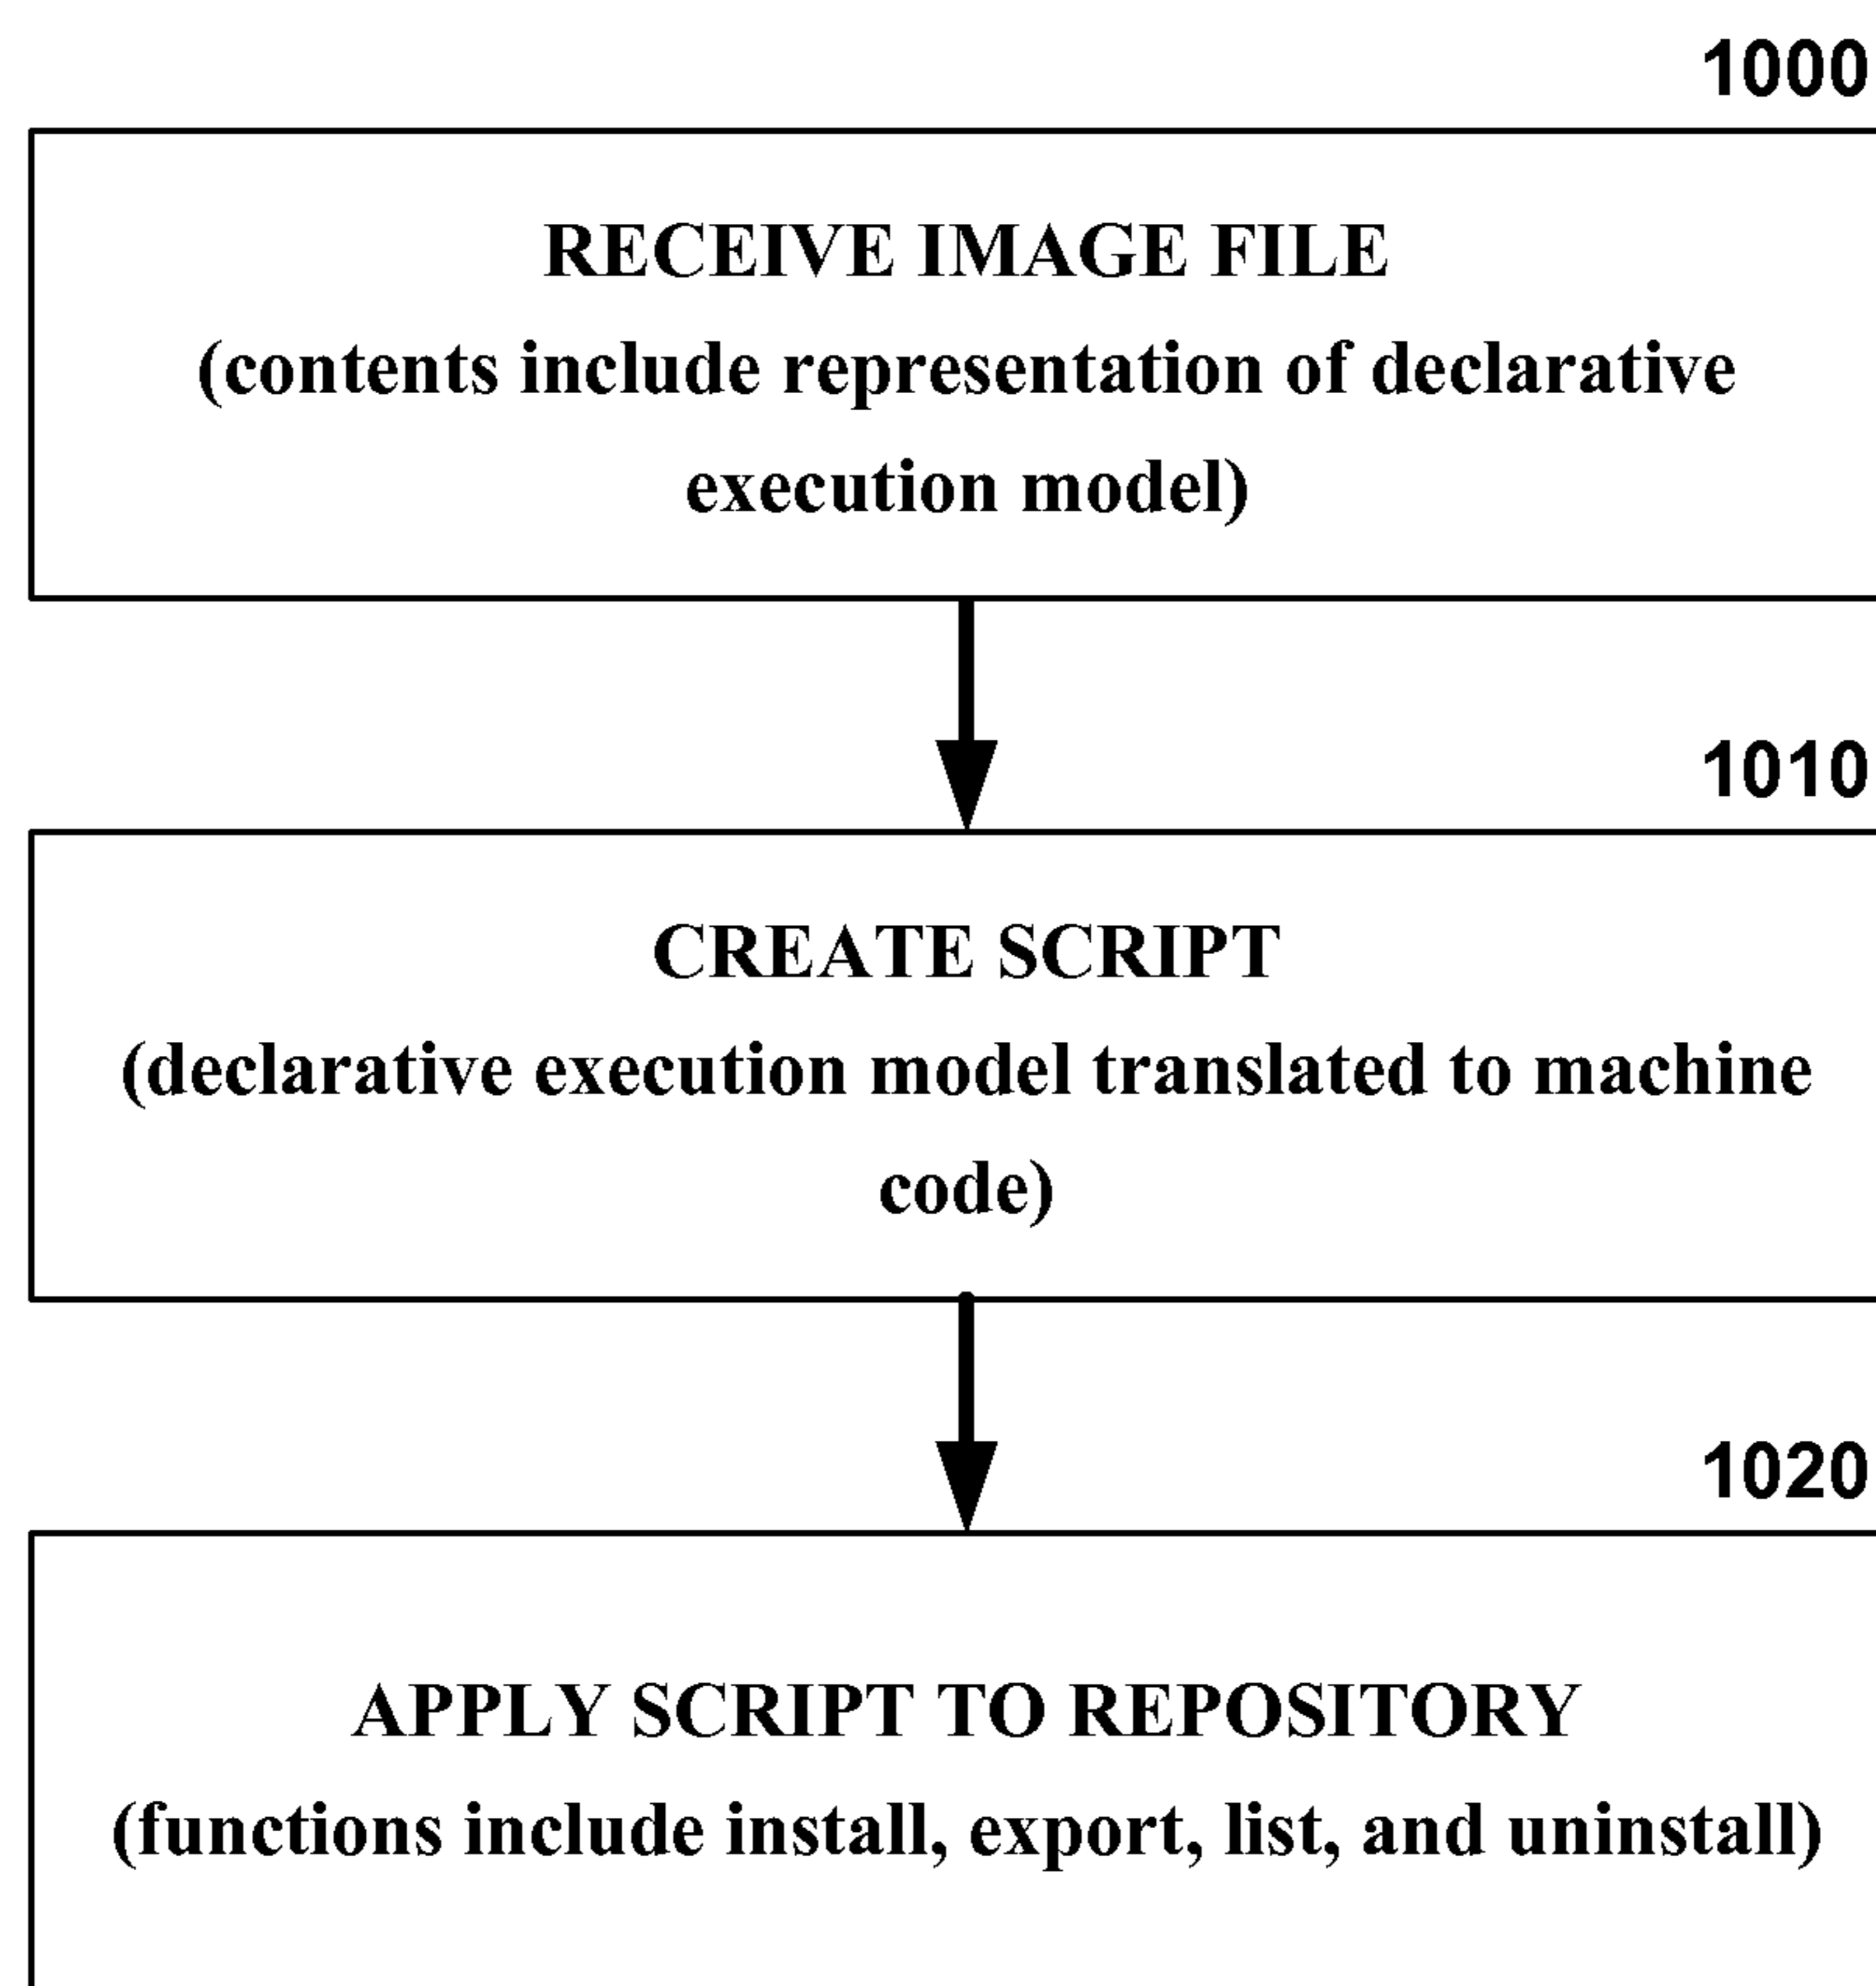 1000
RECEIVE IMAGE FILE
(contents include representation of declarative
execution model)
1010
CREATE SCRIPT
(declarative execution model translated to machine
code)
1020
APPLY SCRIPT TO REPOSITORY
(functions include install, export, list, and uninstall)